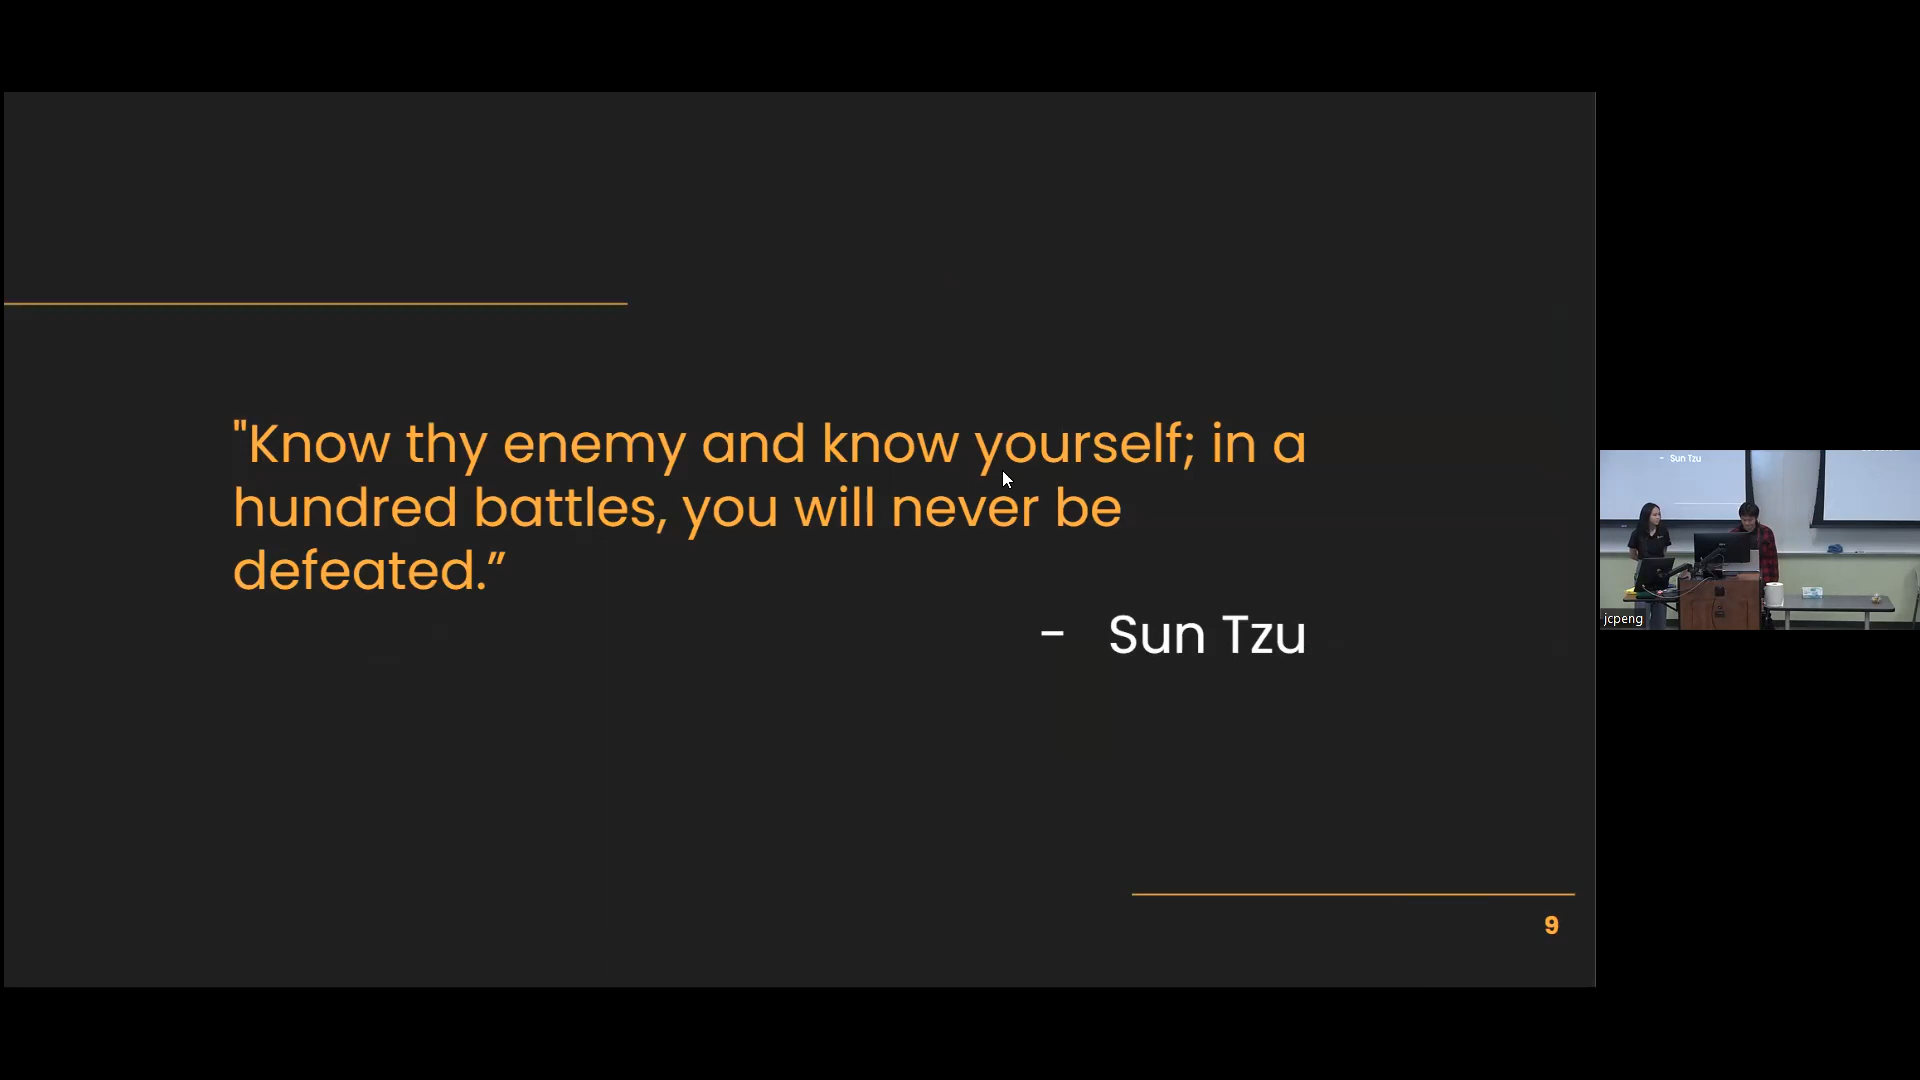 "Know thy enemy and know yourself; in a
hundred battles, you will never be
defeated.”
- Sun Tzu
9
- Sun Tzu
jcpeng